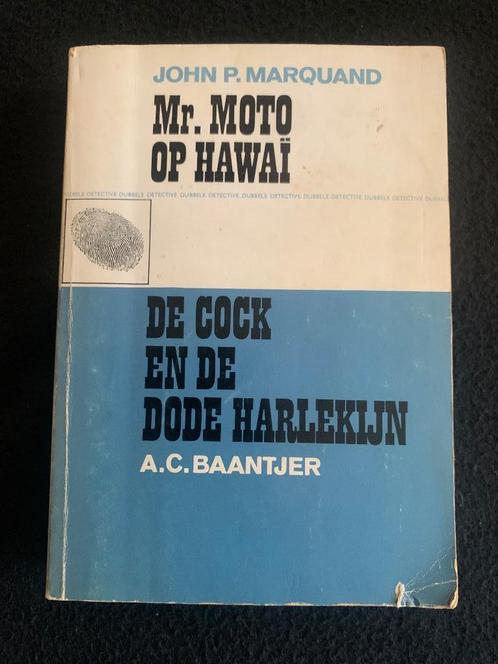 JOHN P. MARQUAND
Mr. MOTO
OP HAWAÏ
DUBBELE DETECTIVE DUBBELE DETECTIVE DUBBELE DETECTIVE DUBBELE DETECTIVE DUBBELE
DE COCK
EN DE
DODE HARLEKIJN
A.C. BAANTJER